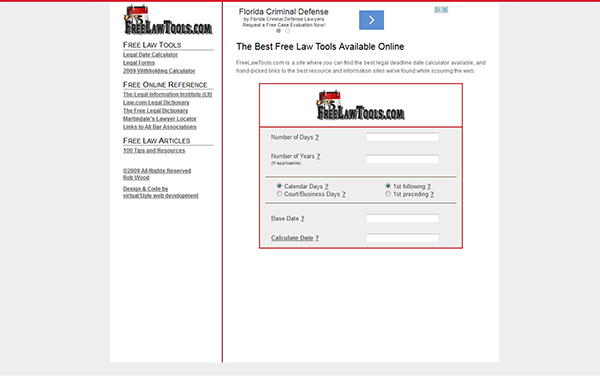 FREELAWTOOLS.COM
FREE LAW TOOLS
Legal Date Calculator
Legal Forms
2009 Withholding Calculator
FREE ONLINE REFERENCE
The Legal Information Institute (LII)
Law.com Legal Dictionary
The Free Legal Dictionary
Martindale's Lawyer Locator
Links to All Bar Associations
FREE LAW ARTICLES
100 Tips and Resources
©2009 All Rights Reserved
Rob Wood
Design & Code by
virtualStyle web development
Florida Criminal Defense
by Florida Criminal Defense Lawyers
Request a Free Case Evaluation Now!
The Best Free Law Tools Available Online
FreeLawTools.com is a site where you can find the best legal deadline date calculator available, and
hand-picked links to the best resource and information sites we've found while scouring the web.
FREELAWTOOLS.COM
Number of Days ?
Number of Years ?
(If applicable)
Calendar Days ?
1st following ?
Court/Business Days ?
1st preceding ?
Base Date ?
Calculate Date ?